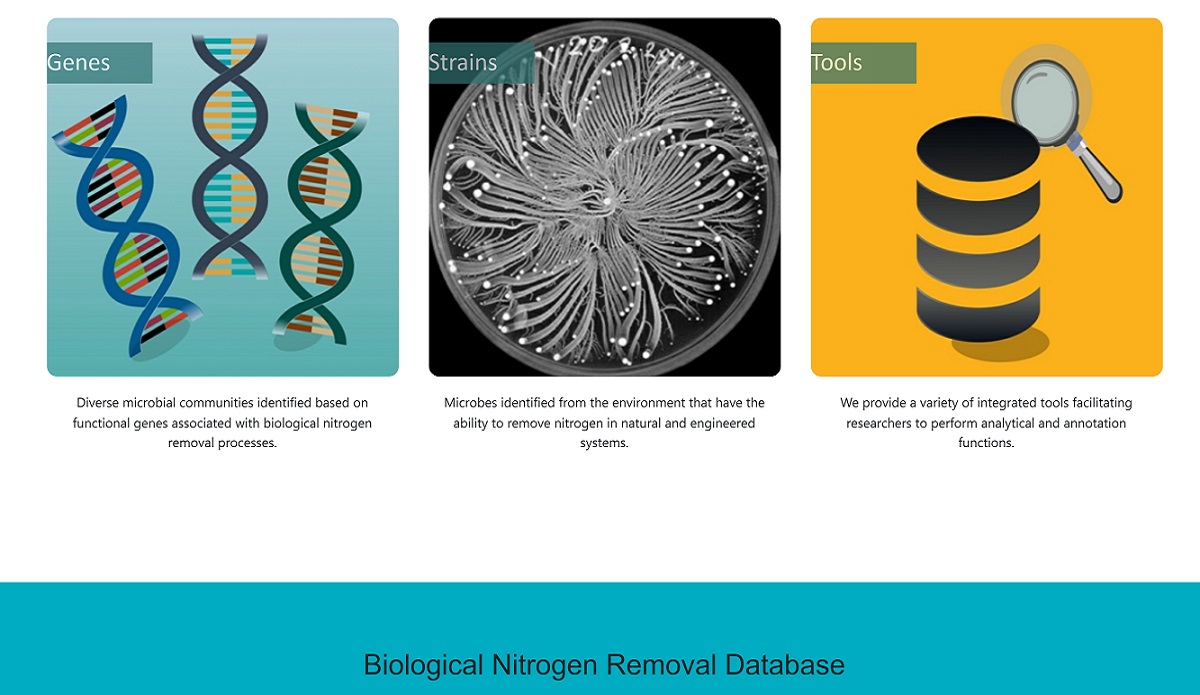 Genes
Strains
Tools
Diverse microbial communities identified based on
functional genes associated with biological nitrogen
removal processes.
Microbes identified from the environment that have the
ability to remove nitrogen in natural and engineered
systems.
We provide a variety of integrated tools facilitating
researchers to perform analytical and annotation
functions.
Biological Nitrogen Removal Database